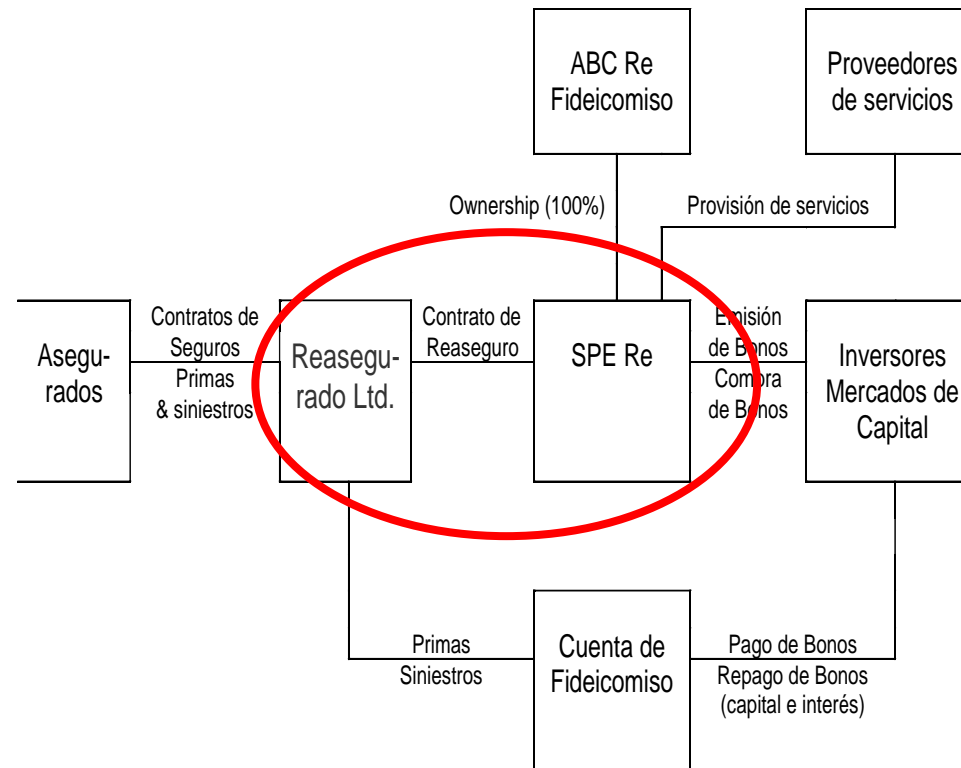 ABC Re
Fideicomiso
Proveedores
de servicios
Ownership (100%)
Provisión de servicios
Asegu-
rados
Contratos de
Seguros
Primas
& siniestros
Reasegu-
rado Ltd.
Contrato de
Reaseguro
SPE Re
Emisión
de Bonos
Compra
de Bonos
Inversores
Mercados de
Capital
Primas
Siniestros
Cuenta de
Fideicomiso
Pago de Bonos
Repago de Bonos
(capital e interés)